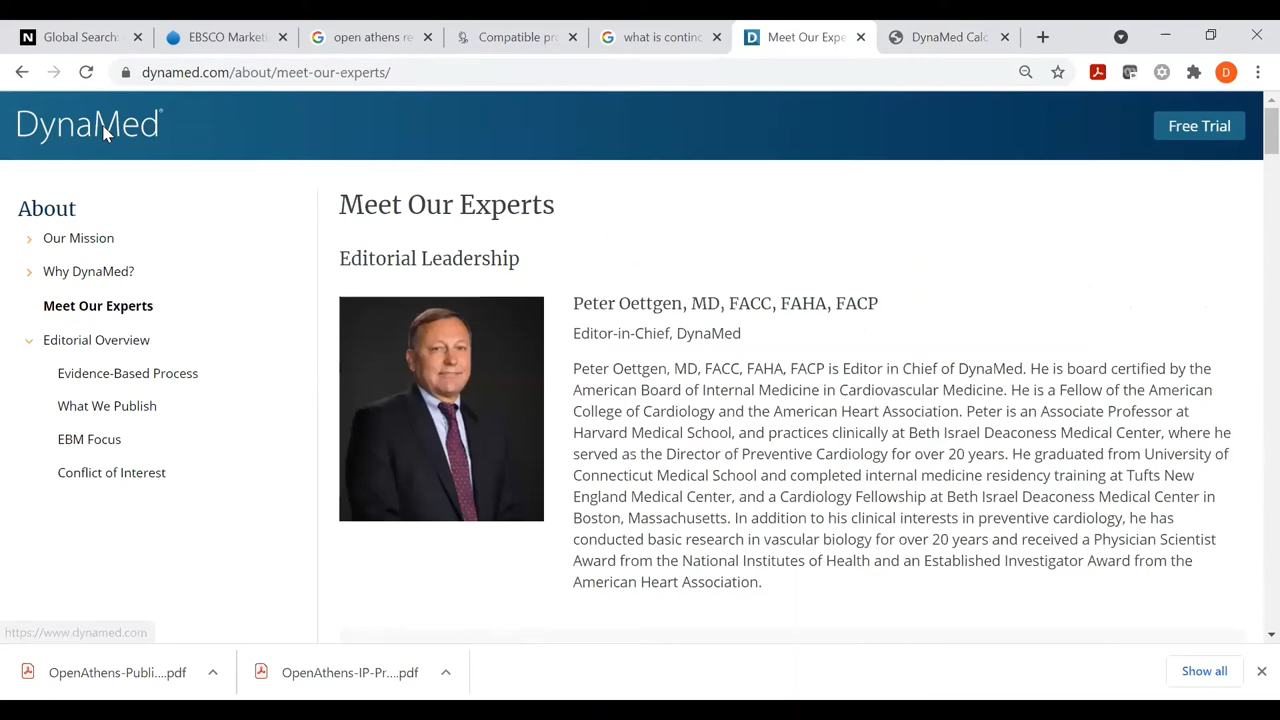 Global Search:
EBSCO Marketi
open athens re
Compatible pro
what is contino
Meet Our Expe
DynaMed Calc
dynamed.com/about/meet-our-experts/
D
DynaMed®
Free Trial
About
Our Mission
Why DynaMed?
Meet Our Experts
Editorial Overview
Evidence-Based Process
What We Publish
EBM Focus
Conflict of Interest
Meet Our Experts
Editorial Leadership
Peter Oettgen, MD, FACC, FAHA, FACP
Editor-in-Chief, DynaMed
Peter Oettgen, MD, FACC, FAHA, FACP is Editor in Chief of DynaMed. He is board certified by the
American Board of Internal Medicine in Cardiovascular Medicine. He is a Fellow of the American
College of Cardiology and the American Heart Association. Peter is an Associate Professor at
Harvard Medical School, and practices clinically at Beth Israel Deaconess Medical Center, where he
served as the Director of Preventive Cardiology for over 20 years. He graduated from University of
Connecticut Medical School and completed internal medicine residency training at Tufts New
England Medical Center, and a Cardiology Fellowship at Beth Israel Deaconess Medical Center in
Boston, Massachusetts. In addition to his clinical interests in preventive cardiology, he has
conducted basic research in vascular biology for over 20 years and received a Physician Scientist
Award from the National Institutes of Health and an Established Investigator Award from the
American Heart Association.
https://www.dynamed.com
OpenAthens-Publi....pdf
OpenAthens-IP-Pr....pdf
Show all